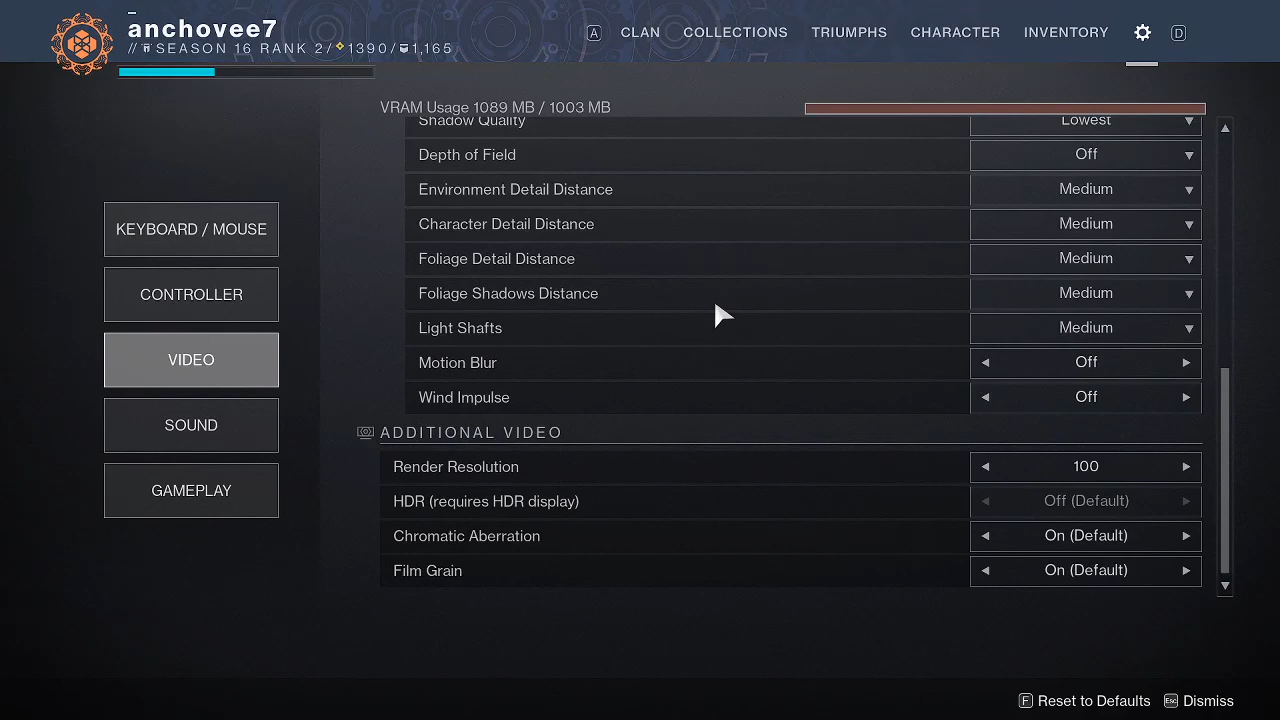 anchovee7
A CLAN COLLECTIONS TRIUMPHS CHARACTER INVENTORY D
// SEASON 16 RANK 2/ 1390/ 1,165
VRAM Usage 1089 MB / 1003 MB
Shadow Quality Lowest
Depth of Field Off
Environment Detail Distance Medium
Character Detail Distance Medium
Foliage Detail Distance Medium
Foliage Shadows Distance Medium
Light Shafts Medium
Motion Blur Off
Wind Impulse Off
KEYBOARD / MOUSE
CONTROLLER
VIDEO
SOUND
GAMEPLAY
ADDITIONAL VIDEO
Render Resolution 100
HDR (requires HDR display) Off (Default)
Chromatic Aberration On (Default)
Film Grain On (Default)
F Reset to Defaults Esc Dismiss